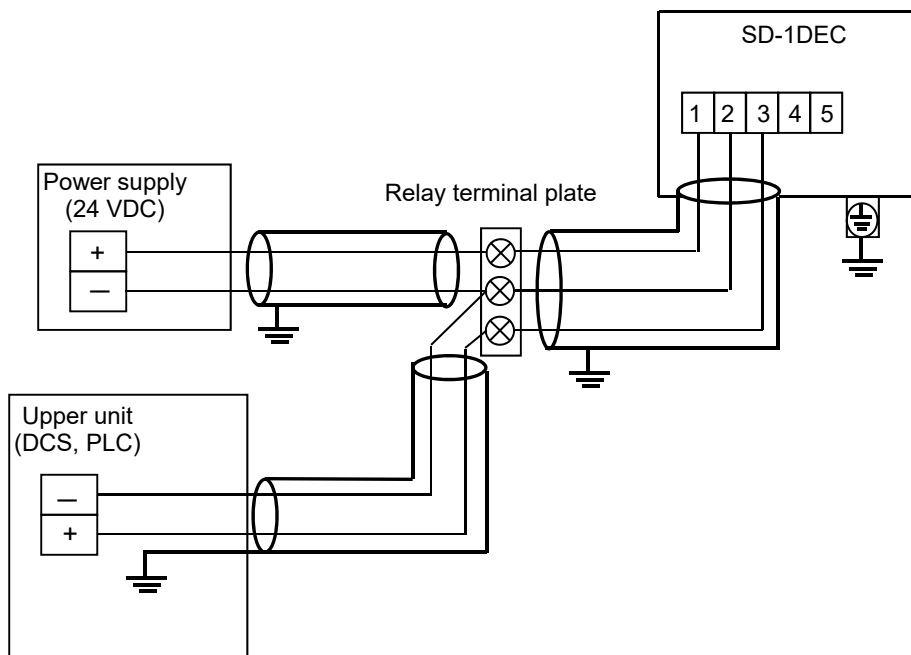 SD-1DEC
1 2 3 4 5
Power supply
(24 VDC)
+
—
Relay terminal plate
Upper unit
(DCS, PLC)
—
+